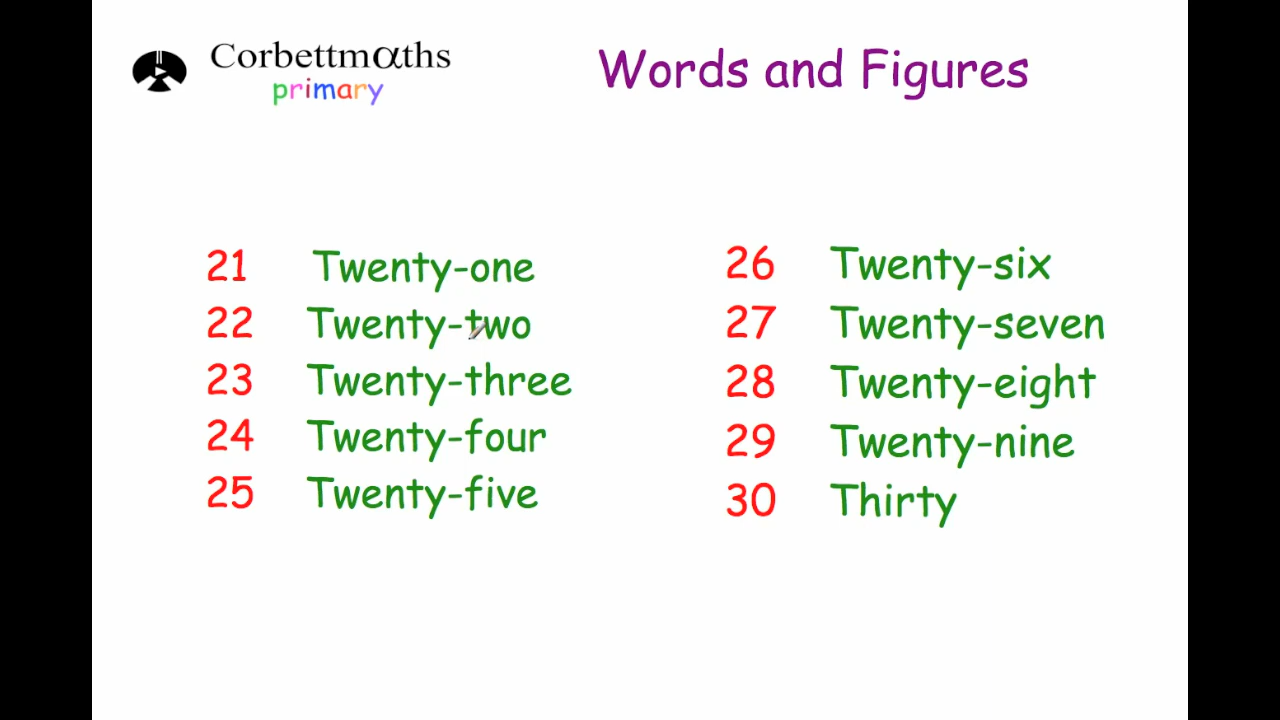 Corbettmαths
primary
Words and Figures
21 Twenty-one
22 Twenty-two
23 Twenty-three
24 Twenty-four
25 Twenty-five
26 Twenty-six
27 Twenty-seven
28 Twenty-eight
29 Twenty-nine
30 Thirty